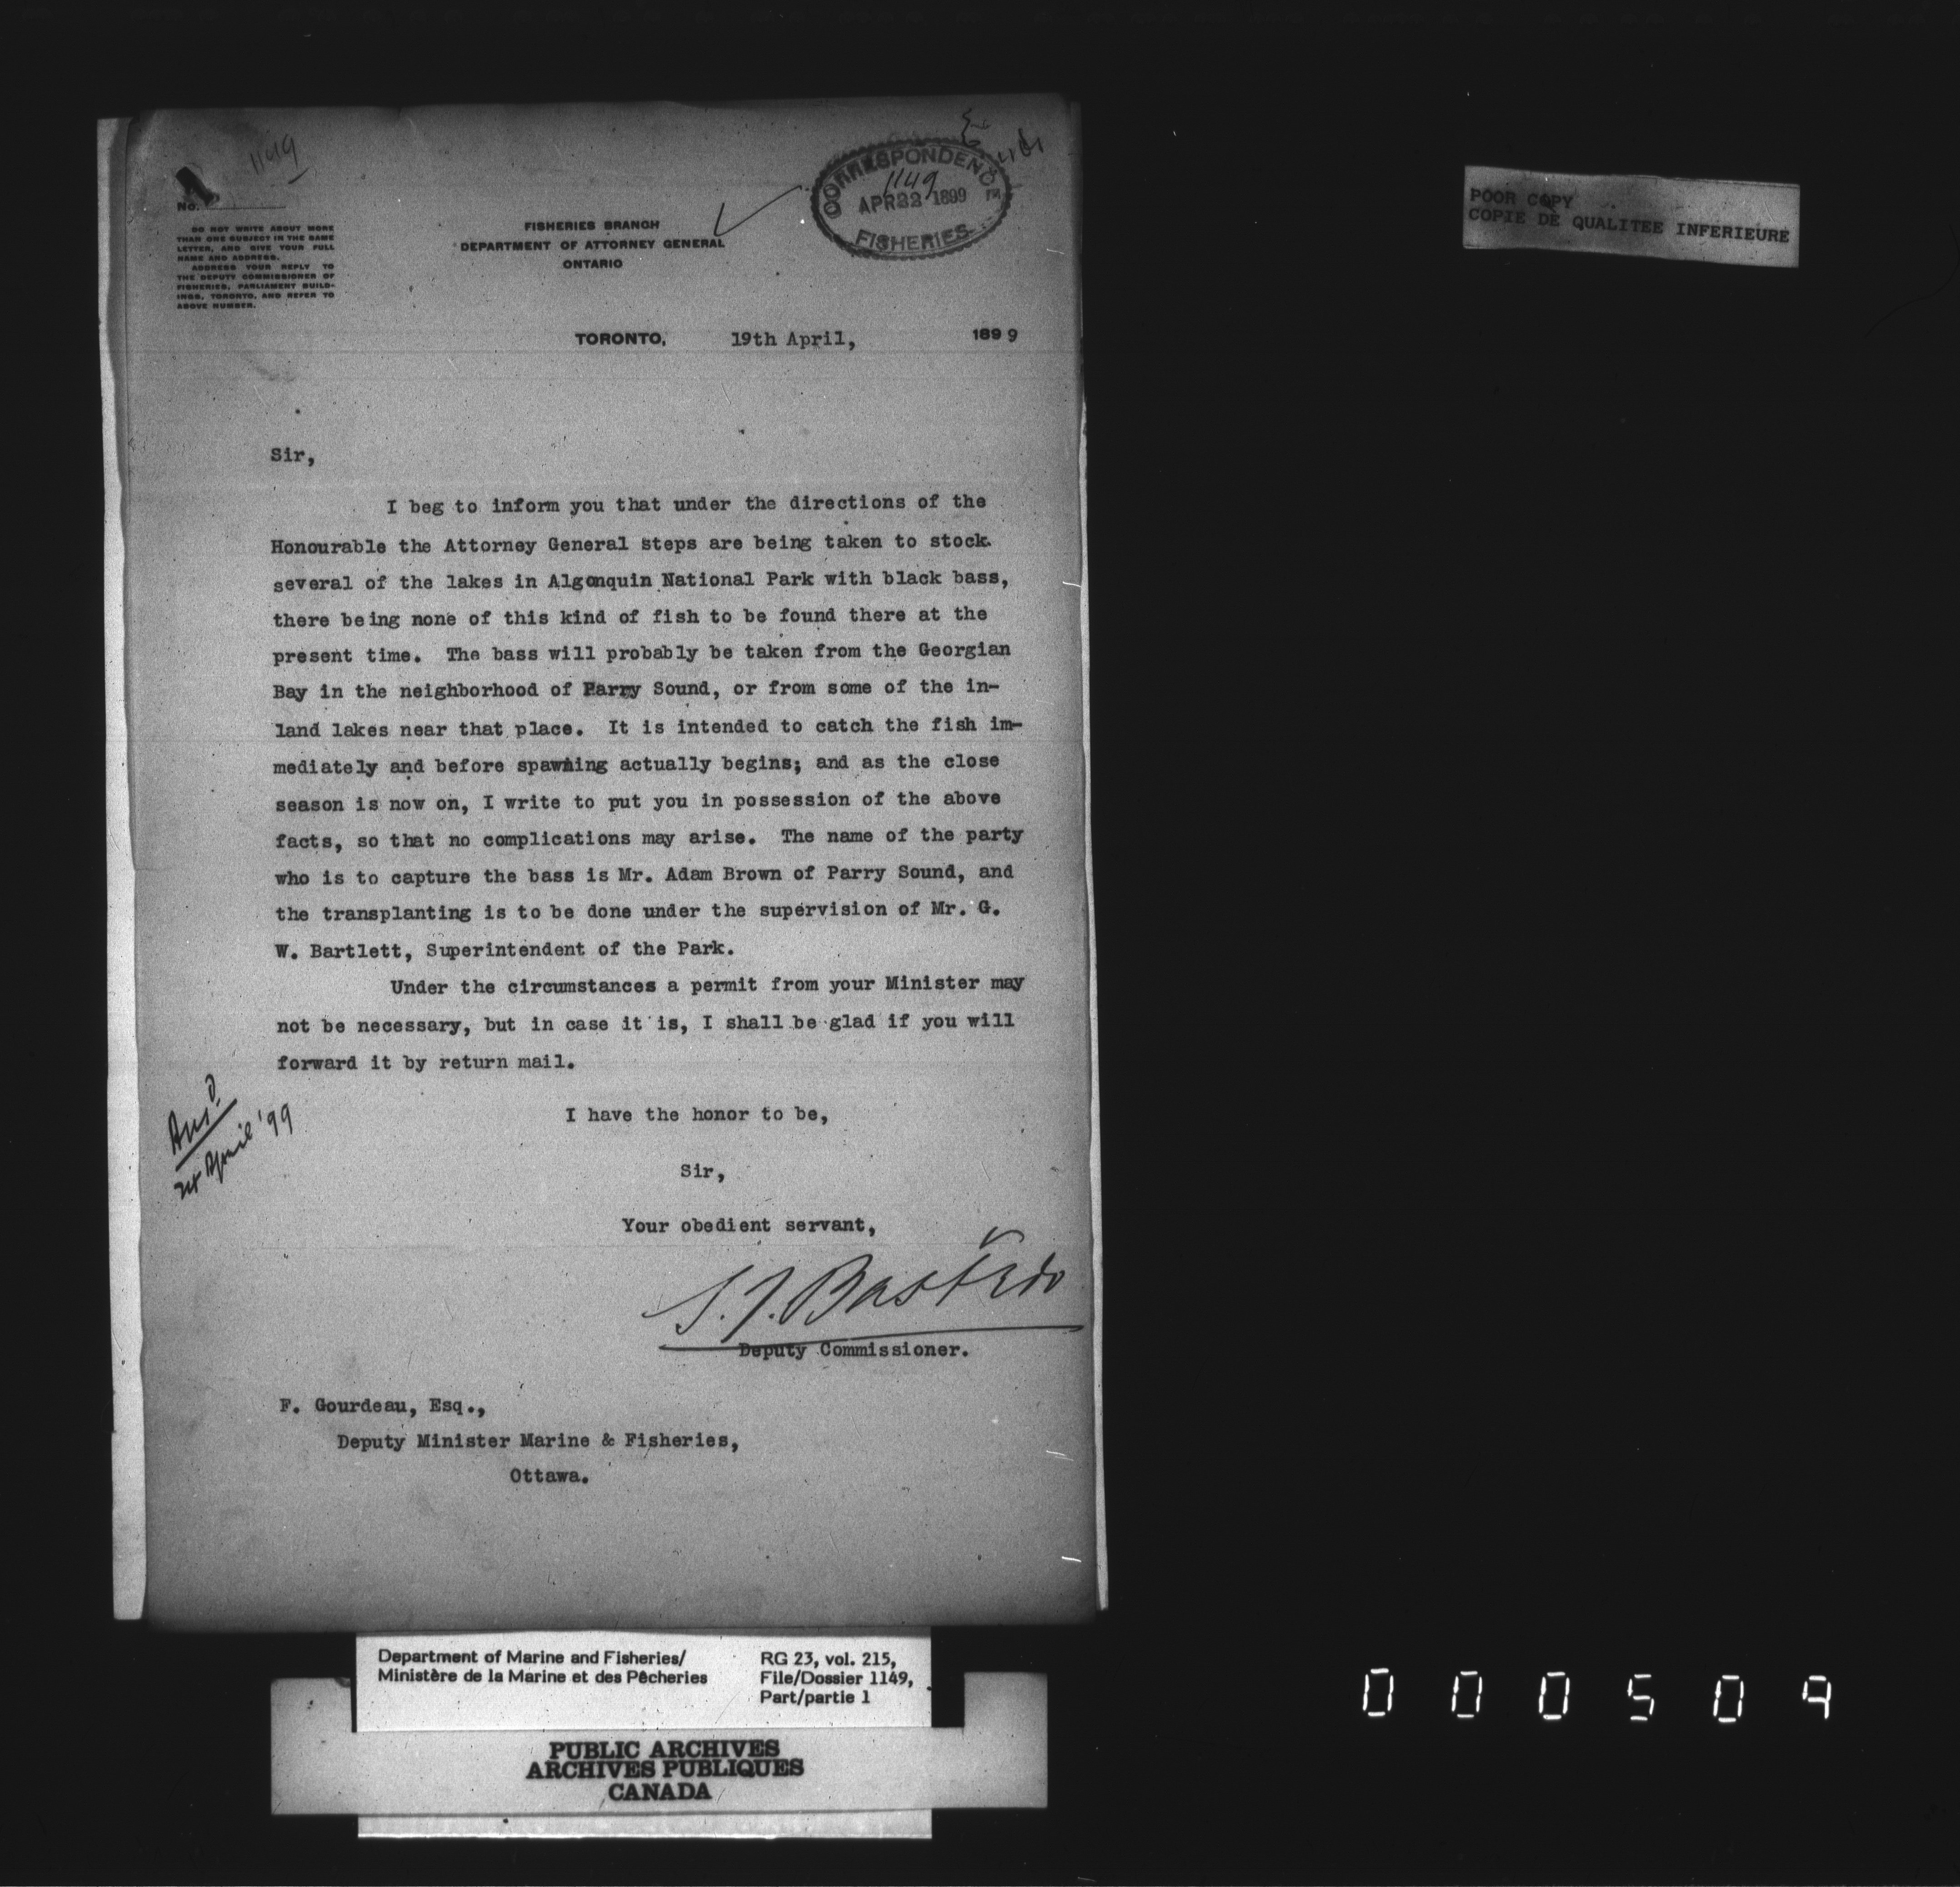 1149
No.
DO NOT WRITE ABOUT MORE
THAN ONE SUBJECT IN THE SAME
LETTER, AND GIVE YOUR FULL
NAME AND ADDRESS.
ADDRESS YOUR REPLY TO
THE DEPUTY COMMISSIONER OF
FISHERIES, PARLIAMENT BUILD-
INGS, TORONTO, AND REFER TO
ABOVE NUMBER.
FISHERIES BRANCH
DEPARTMENT OF ATTORNEY GENERAL
ONTARIO
CORRESPONDENCE
1149
APR 22 1899
FISHERIES
POOR COPY
COPIE DE QUALITEE INFERIEURE
TORONTO, 19th April, 1899
Sir,
I beg to inform you that under the directions of the
Honourable the Attorney General steps are being taken to stock
several of the lakes in Algonquin National Park with black bass,
there being none of this kind of fish to be found there at the
present time. The bass will probably be taken from the Georgian
Bay in the neighborhood of Parry Sound, or from some of the in-
land lakes near that place. It is intended to catch the fish im-
mediately and before spawning actually begins; and as the close
season is now on, I write to put you in possession of the above
facts, so that no complications may arise. The name of the party
who is to capture the bass is Mr. Adam Brown of Parry Sound, and
the transplanting is to be done under the supervision of Mr. G.
W. Bartlett, Superintendent of the Park.
Under the circumstances a permit from your Minister may
not be necessary, but in case it is, I shall be glad if you will
forward it by return mail.
Ansd.
24 April '99
I have the honor to be,
Sir,
Your obedient servant,
S. T. Bastedo
Deputy Commissioner.
F. Gourdeau, Esq.,
Deputy Minister Marine & Fisheries,
Ottawa.
Department of Marine and Fisheries/
Ministère de la Marine et des Pêcheries
RG 23, vol. 215,
File/Dossier 1149,
Part/partie 1
PUBLIC ARCHIVES
ARCHIVES PUBLIQUES
CANADA
000509